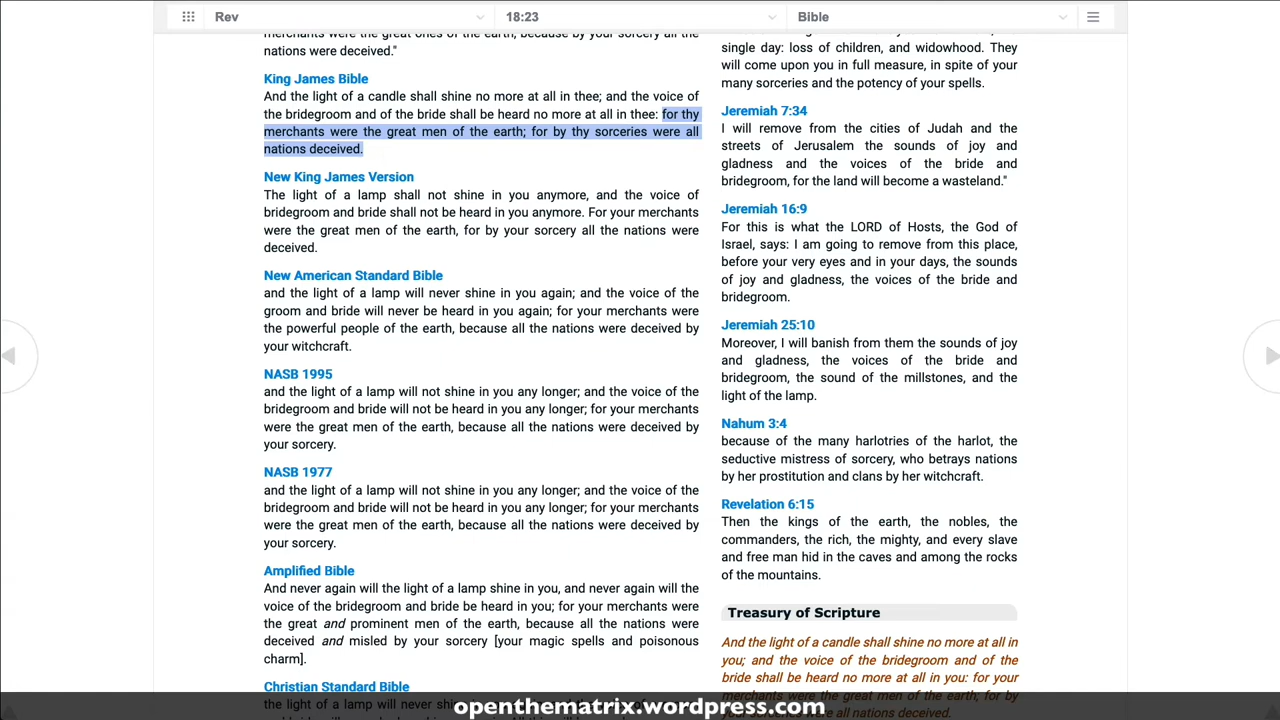 Rev
18:23
Bible
merchants were the great ones of the earth, because by your sorcery all the
nations were deceived."
King James Bible
And the light of a candle shall shine no more at all in thee; and the voice of
the bridegroom and of the bride shall be heard no more at all in thee: for thy
merchants were the great men of the earth; for by thy sorceries were all
nations deceived.
New King James Version
The light of a lamp shall not shine in you anymore, and the voice of
bridegroom and bride shall not be heard in you anymore. For your merchants
were the great men of the earth, for by your sorcery all the nations were
deceived.
New American Standard Bible
and the light of a lamp will never shine in you again; and the voice of the
groom and bride will never be heard in you again; for your merchants were
the powerful people of the earth, because all the nations were deceived by
your witchcraft.
NASB 1995
and the light of a lamp will not shine in you any longer; and the voice of the
bridegroom and bride will not be heard in you any longer; for your merchants
were the great men of the earth, because all the nations were deceived by
your sorcery.
NASB 1977
and the light of a lamp will not shine in you any longer; and the voice of the
bridegroom and bride will not be heard in you any longer; for your merchants
were the great men of the earth, because all the nations were deceived by
your sorcery.
Amplified Bible
And never again will the light of a lamp shine in you, and never again will the
voice of the bridegroom and bride be heard in you; for your merchants were
the great and prominent men of the earth, because all the nations were
deceived and misled by your sorcery [your magic spells and poisonous
charm].
Christian Standard Bible
the light of a lamp will never shine in you
single day: loss of children, and widowhood. They
will come upon you in full measure, in spite of your
many sorceries and the potency of your spells.
Jeremiah 7:34
I will remove from the cities of Judah and the
streets of Jerusalem the sounds of joy and
gladness and the voices of the bride and
bridegroom, for the land will become a wasteland."
Jeremiah 16:9
For this is what the LORD of Hosts, the God of
Israel, says: I am going to remove from this place,
before your very eyes and in your days, the sounds
of joy and gladness, the voices of the bride and
bridegroom.
Jeremiah 25:10
Moreover, I will banish from them the sounds of joy
and gladness, the voices of the bride and
bridegroom, the sound of the millstones, and the
light of the lamp.
Nahum 3:4
because of the many harlotries of the harlot, the
seductive mistress of sorcery, who betrays nations
by her prostitution and clans by her witchcraft.
Revelation 6:15
Then the kings of the earth, the nobles, the
commanders, the rich, the mighty, and every slave
and free man hid in the caves and among the rocks
of the mountains.
Treasury of Scripture
And the light of a candle shall shine no more at all in
you; and the voice of the bridegroom and of the
bride shall be heard no more at all in you: for your
merchants were the great men of the earth; for by
your sorceries were all nations deceived.
openthematrix.wordpress.com